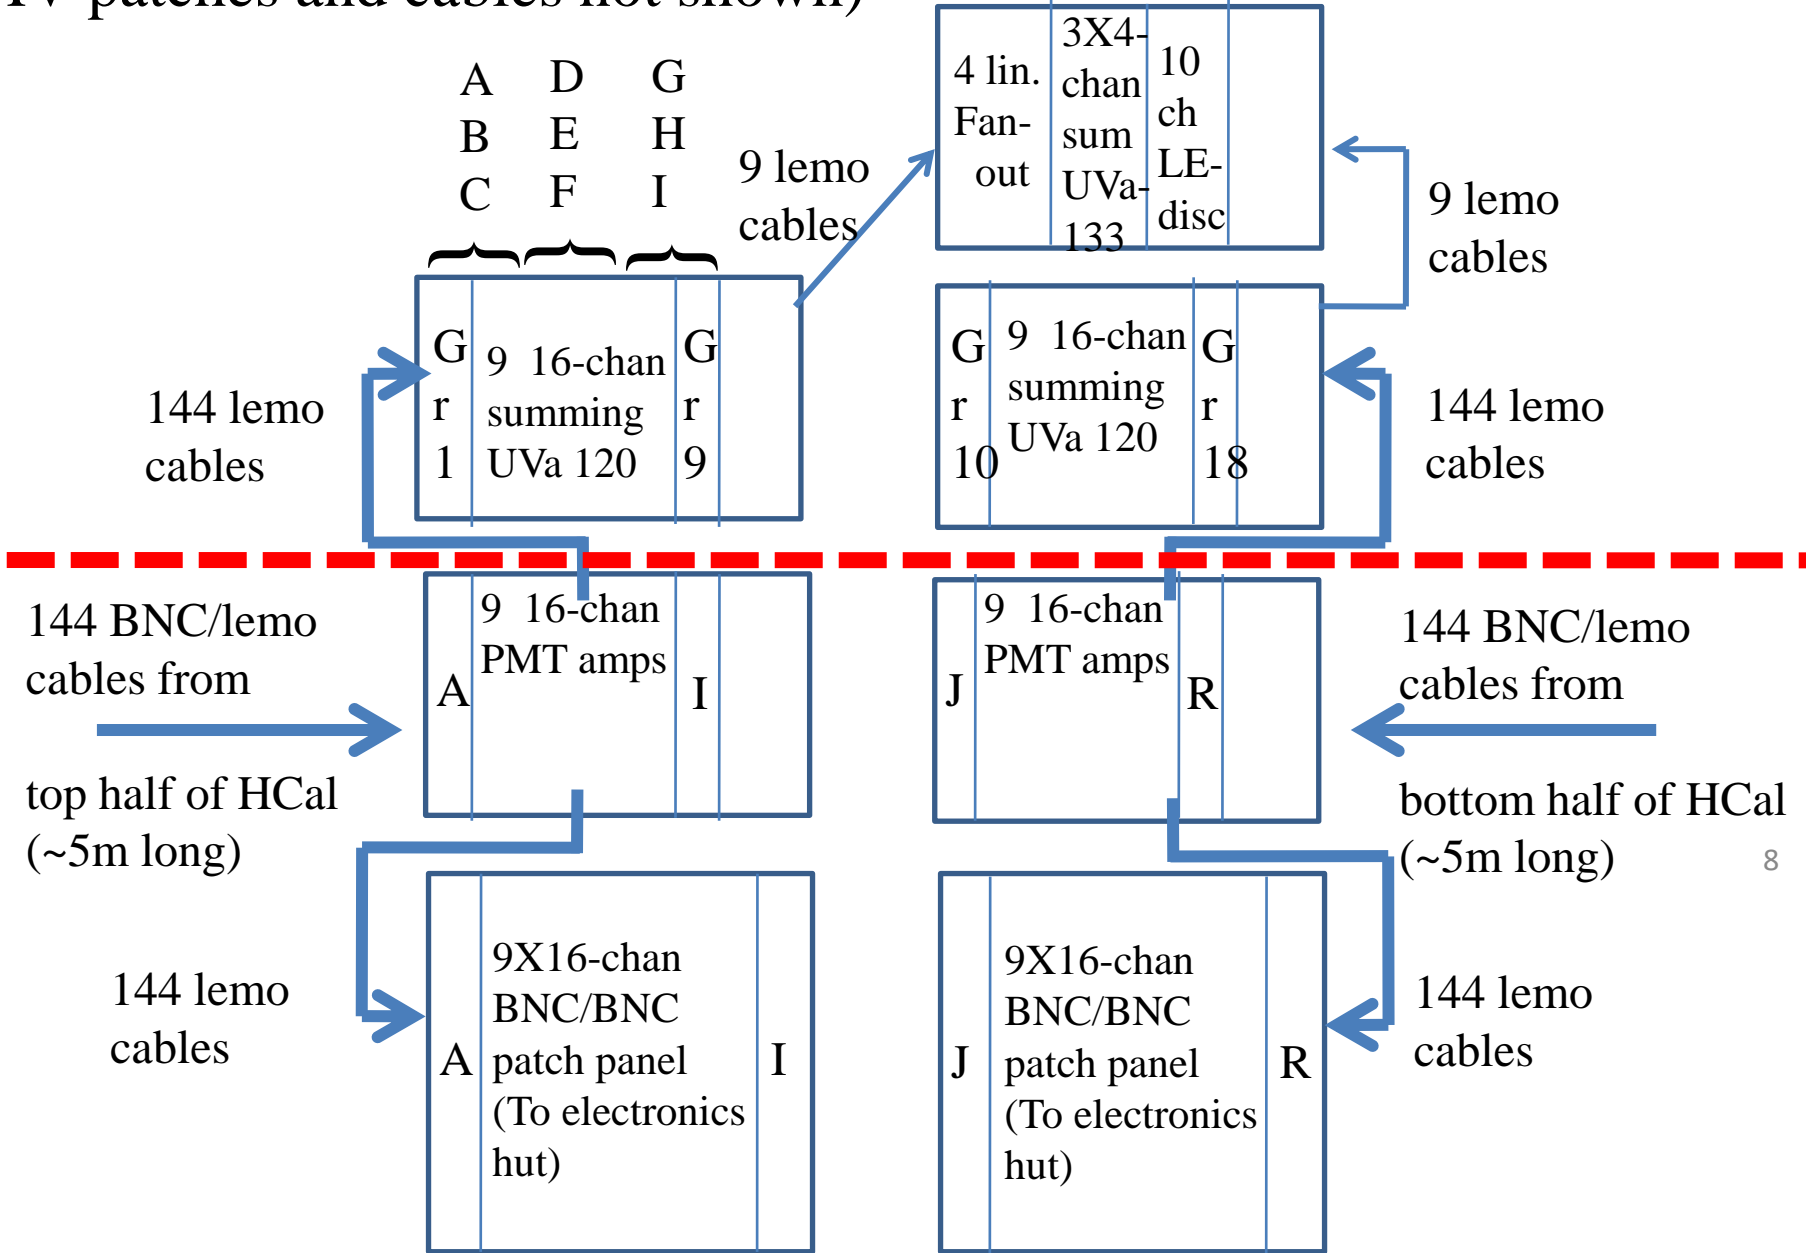 patches and cables not shown)
A
B
C
D
E
F
G
H
I
9 lemo
cables
4 lin.
Fan-
out
3X4-
chan
sum
UVa-
133
10
ch
LE-
disc
9 lemo
cables
144 lemo
cables
G
r
1
9 16-chan
summing
UVa 120
G
r
9
G
r
10
9 16-chan
summing
UVa 120
G
r
18
144 lemo
cables
144 BNC/lemo
cables from
top half of HCal
(~5m long)
A
9 16-chan
PMT amps
I
J
9 16-chan
PMT amps
R
144 BNC/lemo
cables from
bottom half of HCal
(~5m long)
8
144 lemo
cables
A
9X16-chan
BNC/BNC
patch panel
(To electronics
hut)
I
J
9X16-chan
BNC/BNC
patch panel
(To electronics
hut)
R
144 lemo
cables